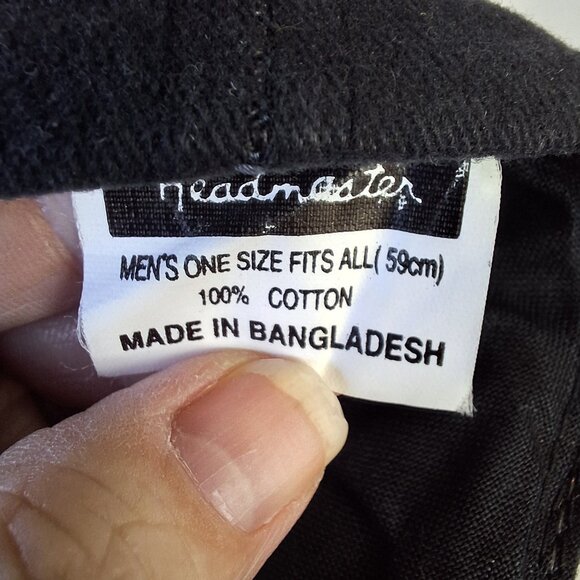 headmaster
MEN'S ONE SIZE FITS ALL( 59cm)
100% COTTON
MADE IN BANGLADESH